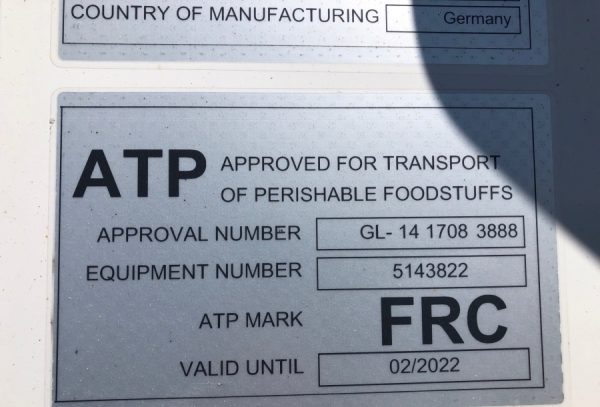 COUNTRY OF MANUFACTURING Germany
ATP APPROVED FOR TRANSPORT
OF PERISHABLE FOODSTUFFS
APPROVAL NUMBER GL- 14 1708 3888
EQUIPMENT NUMBER 5143822
ATP MARK FRC
VALID UNTIL 02/2022